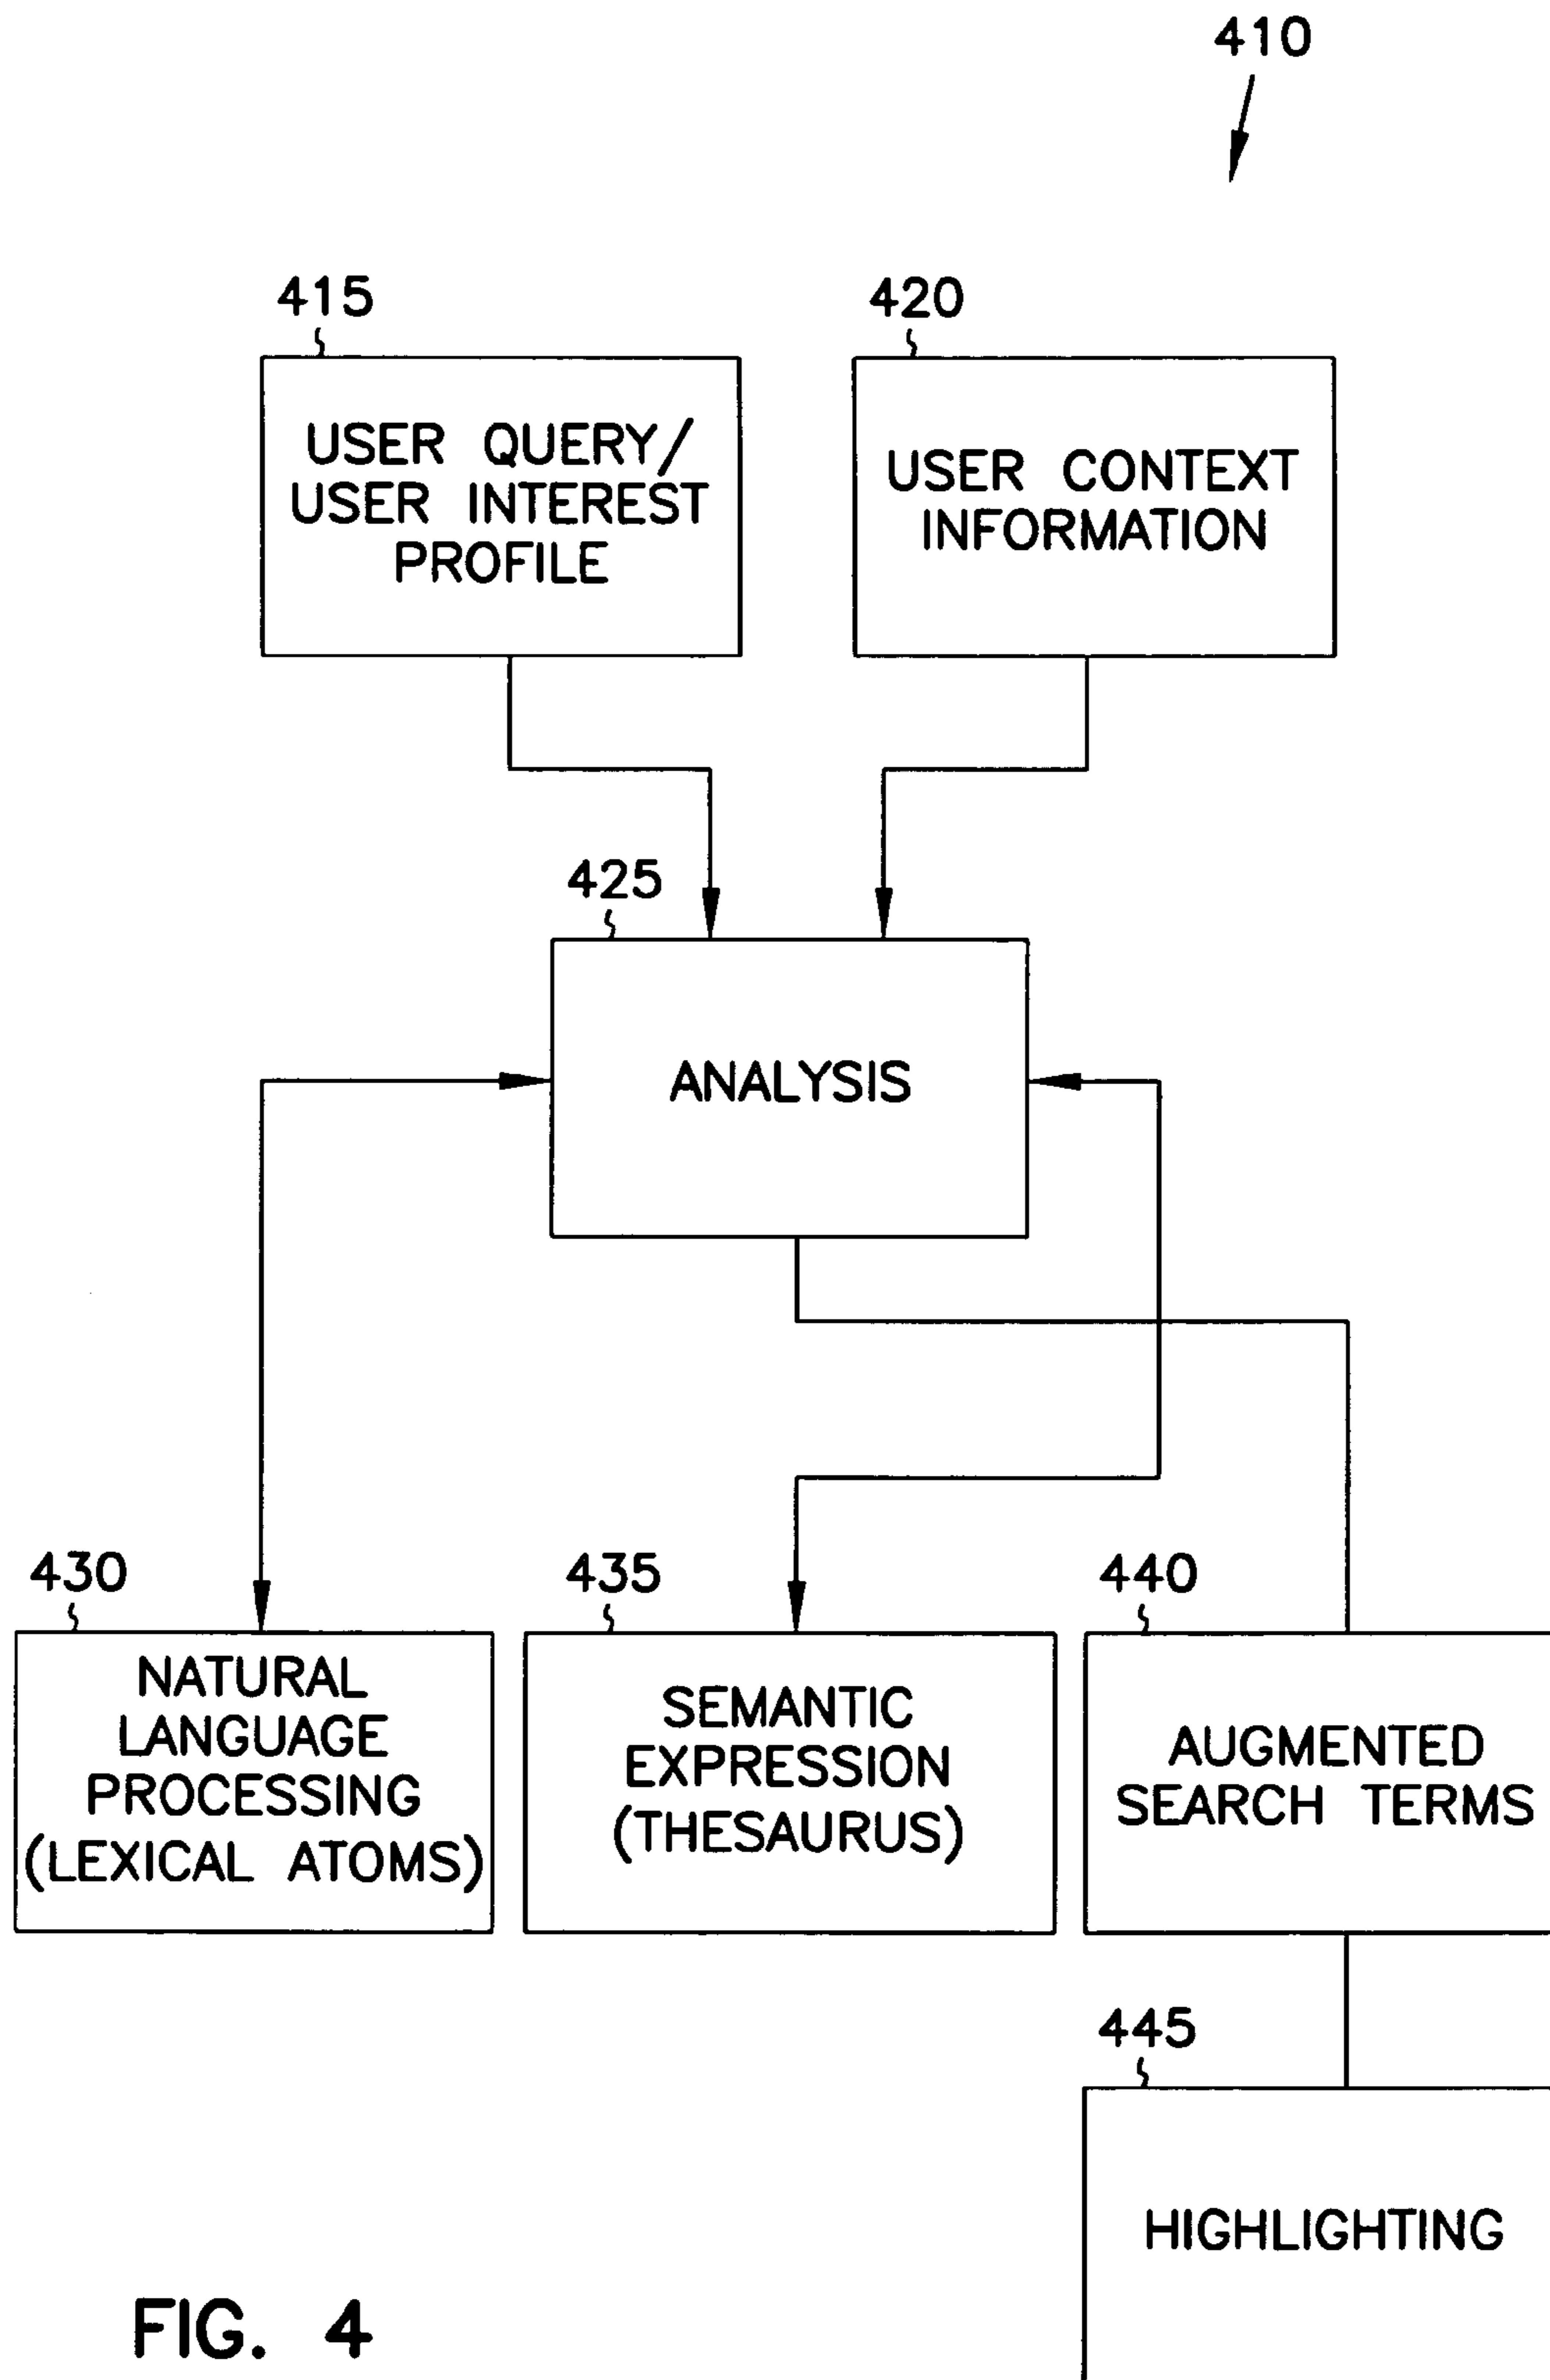 410
415
420
USER QUERY/
USER INTEREST
PROFILE
USER CONTEXT
INFORMATION
425
ANALYSIS
430
435
440
NATURAL
LANGUAGE
PROCESSING
(LEXICAL ATOMS)
SEMANTIC
EXPRESSION
(THESAURUS)
AUGMENTED
SEARCH TERMS
445
HIGHLIGHTING
FIG. 4